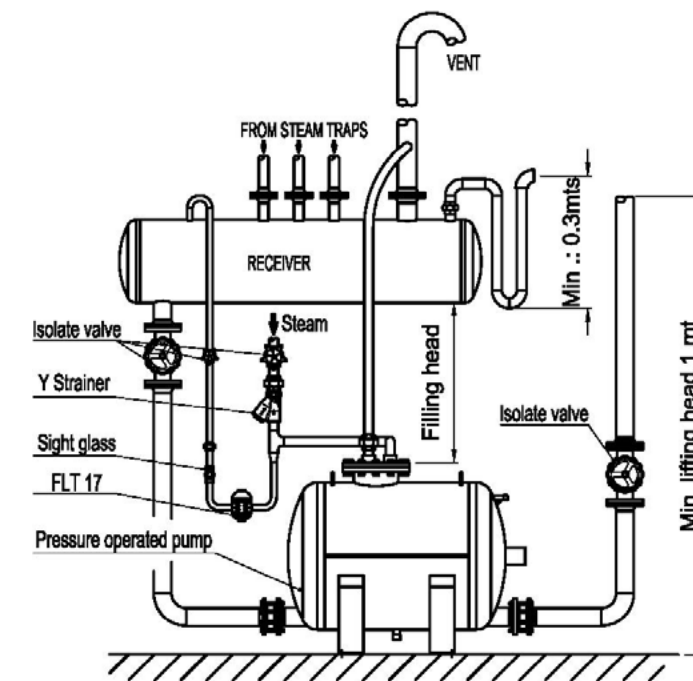 VENT
FROM STEAM TRAPS
RECEIVER
Min .: 0.3mts
Isolate valve
Steam
Y Strainer
Filling head
Isolate valve
Sight glass
FLT 17
Pressure operated pump
Min. lifting head 1 mt